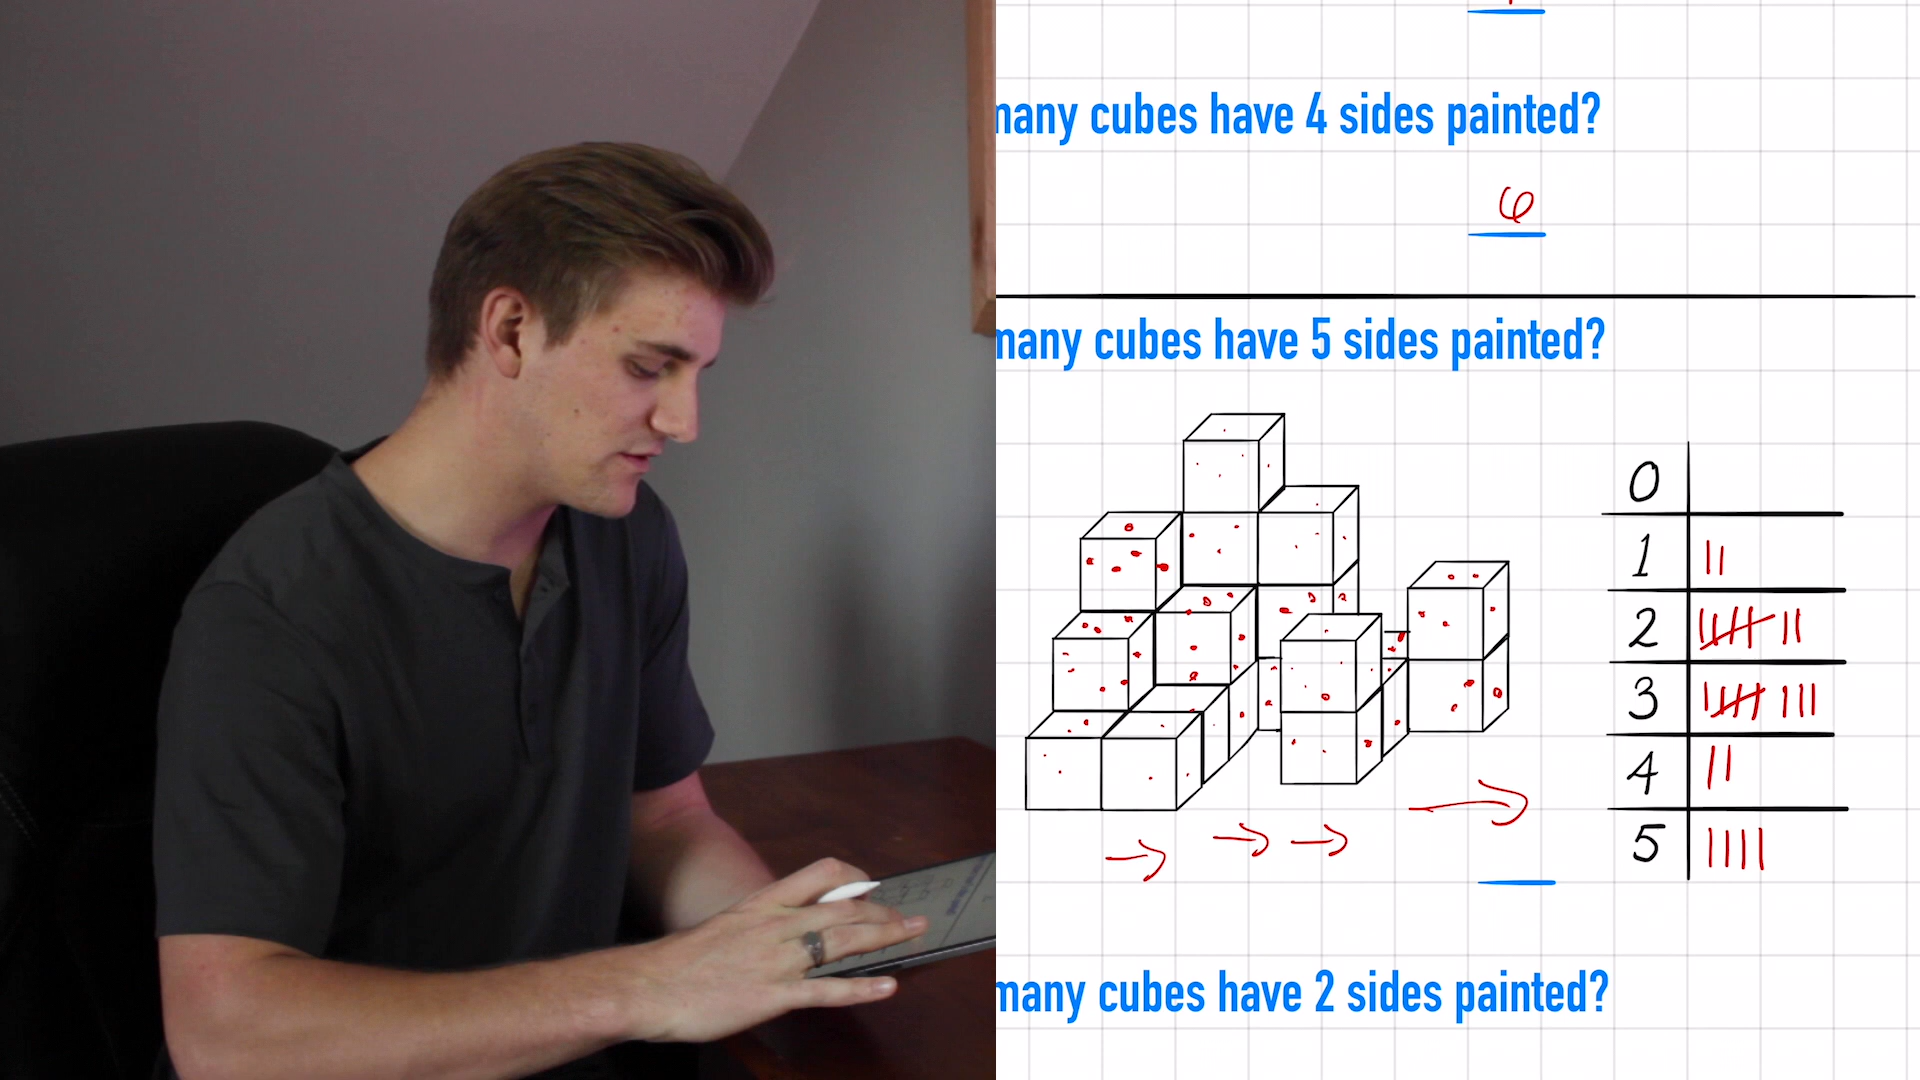 many cubes have 4 sides painted?
6
many cubes have 5 sides painted?
0
1 ||
2 |||| ||
3 |||| |||
4 ||
5 ||||
many cubes have 2 sides painted?